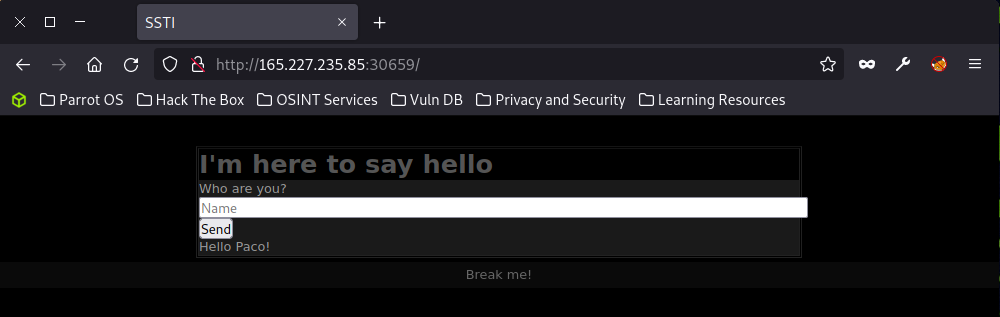 SSTI
http://165.227.235.85:30659/
Parrot OS Hack The Box OSINT Services Vuln DB Privacy and Security Learning Resources
I'm here to say hello
Who are you?
Name
Send
Hello Paco!
Break me!